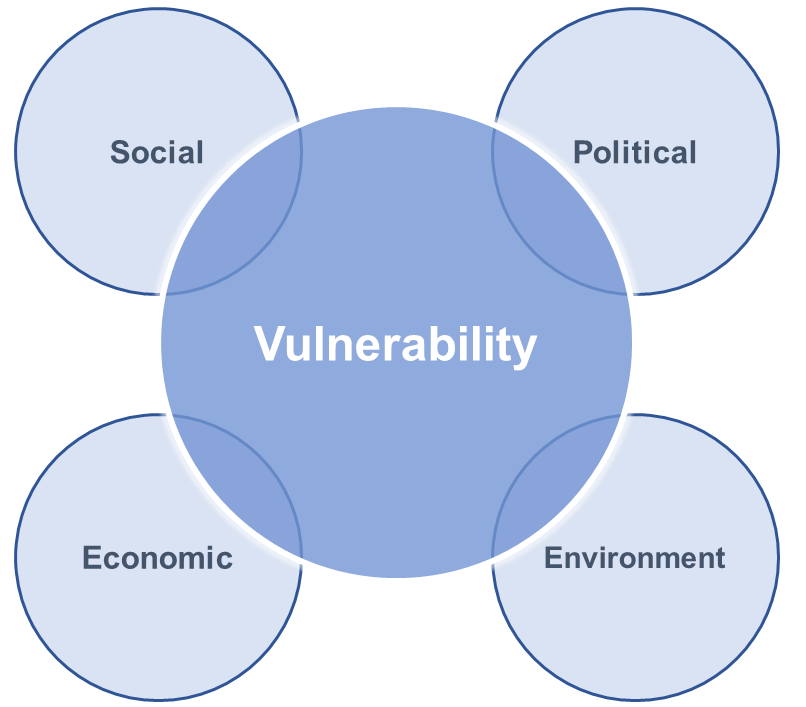 Social
Political
Vulnerability
Economic
Environment